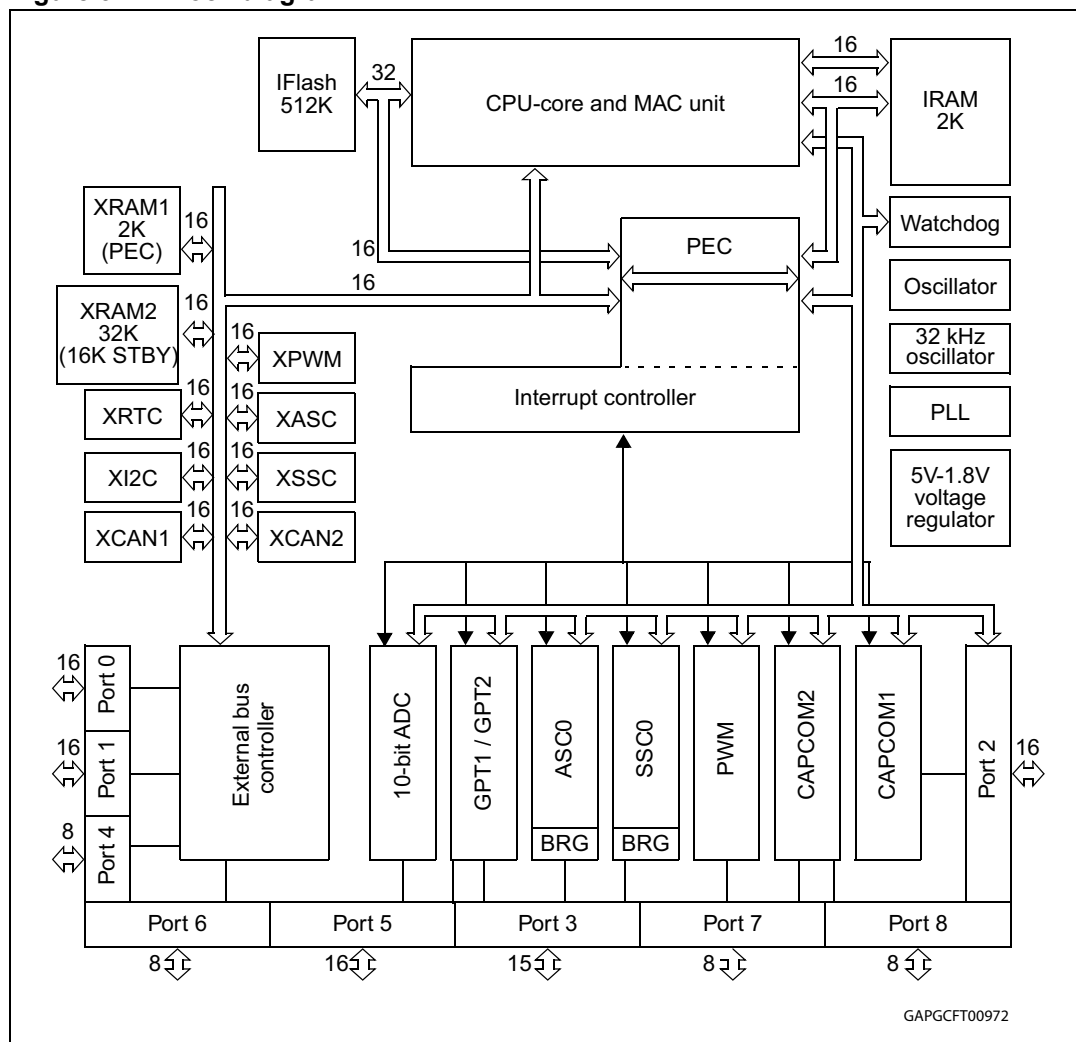 16
32
IFlash
512K
CPU-core and MAC unit
16
IRAM
2K
XRAM1
2K
(PEC)
16
16
PEC
Watchdog
16
Oscillator
XRAM2
32K
(16K STBY)
16
16
XPWM
32 kHz
oscillator
16
XRTC
16
XASC
Interrupt controller
PLL
16
XI2C
16
XSSC
5V-1.8V
voltage
regulator
16
XCAN1
16
XCAN2
16
Port 0
External bus
controller
10-bit ADC
GPT1 / GPT2
ASC0
SSC0
PWM
CAPCOM2
CAPCOM1
Port 2
16
16
Port 1
8
Port 4
BRG
BRG
Port 6
Port 5
Port 3
Port 7
Port 8
8
16
15
8
8
GAPGCFT00972